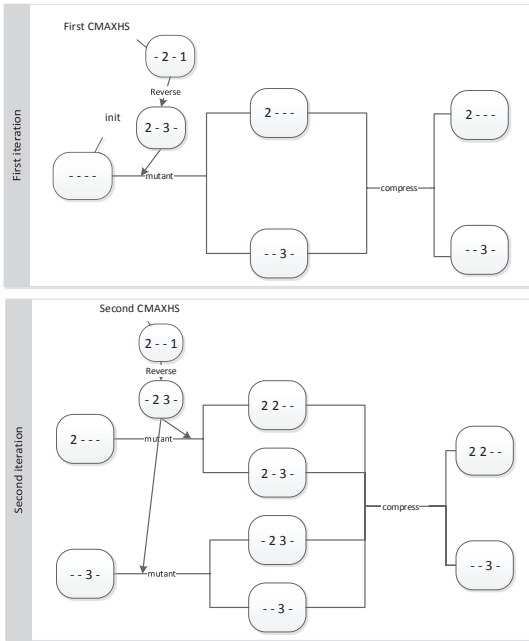 First iteration
First CMAXHS
- 2 - 1
Reverse
2 - 3 -
init
- - - -
mutant
2 - - -
- - 3 -
compress
2 - - -
- - 3 -
Second iteration
Second CMAXHS
2 - - 1
Reverse
- 2 3 -
2 - - -
mutant
- - 3 -
mutant
2 2 - -
2 - 3 -
- 2 3 -
- - 3 -
compress
2 2 - -
- - 3 -